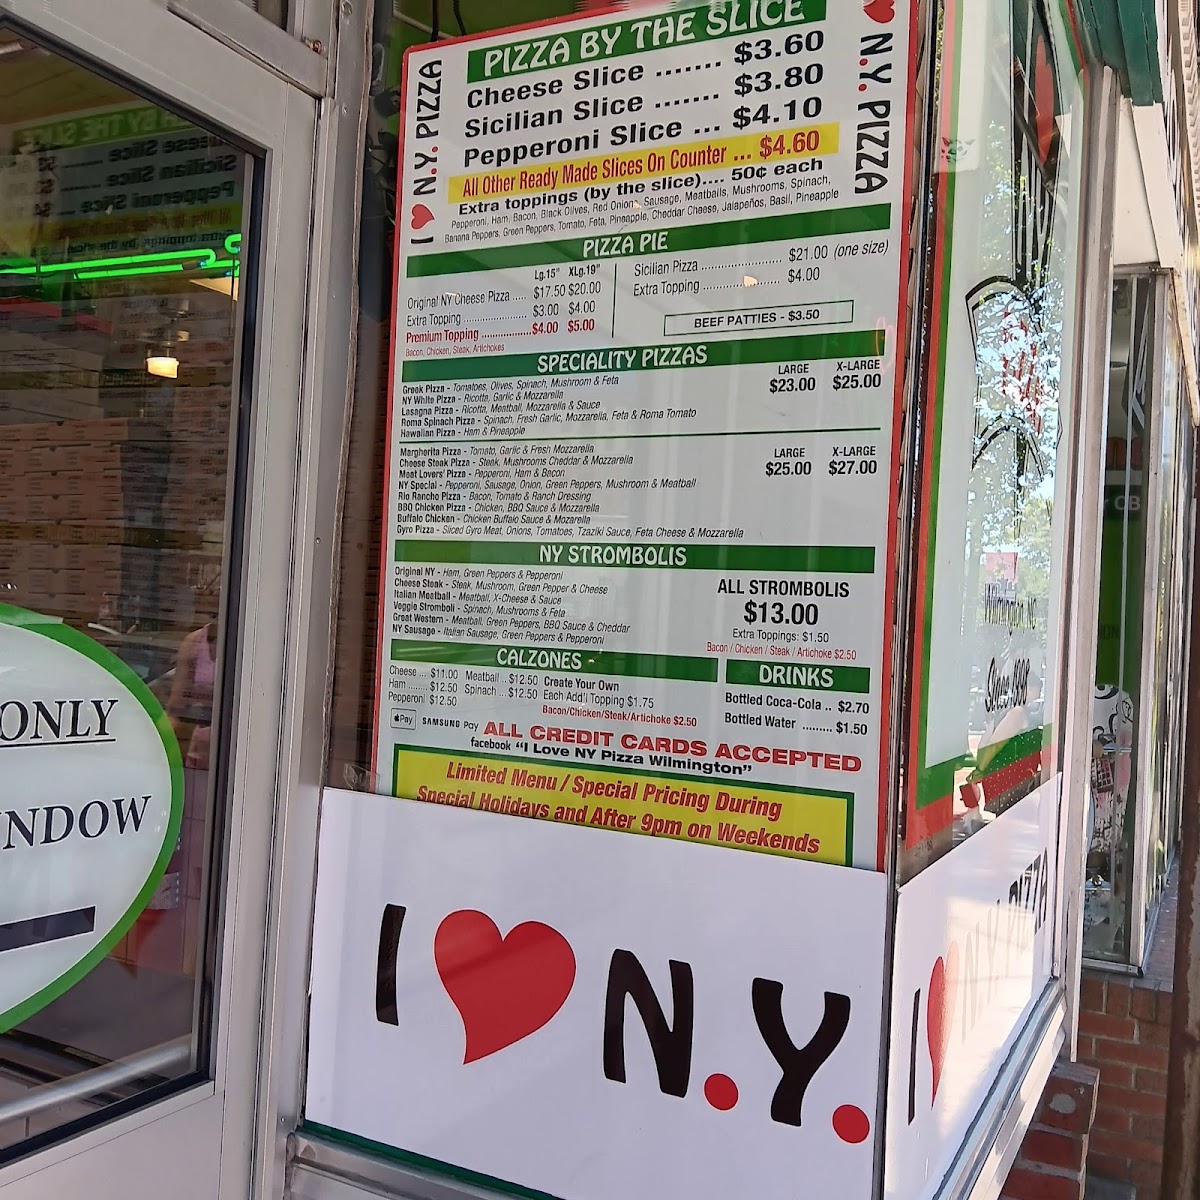 PIZZA BY THE SLICE
Cheese Slice ....... $3.60
Sicilian Slice ....... $3.80
Pepperoni Slice ... $4.10
All Other Ready Made Slices On Counter ... $4.60
Extra toppings (by the slice).... 50¢ each
Pepperoni, Ham, Bacon, Black Olives, Red Onion, Sausage, Meatballs, Mushrooms, Spinach,
Banana Peppers, Green Peppers, Tomato, Feta, Pineapple, Cheddar Cheese, Jalapeños, Basil, Pineapple
I ❤ N.Y. PIZZA
I ❤ N.Y. PIZZA
PIZZA PIE
Lg.15" XLg.19"
Original NY Cheese Pizza ..... $17.50 $20.00
Extra Topping ........................ $3.00 $4.00
Premium Topping ................ $4.00 $5.00
Bacon, Chicken, Steak, Artichokes
Sicilian Pizza ........................ $21.00 (one size)
Extra Topping ....................... $4.00
BEEF PATTIES - $3.50
SPECIALITY PIZZAS
LARGE X-LARGE
$23.00 $25.00
Greek Pizza - Tomatoes, Olives, Spinach, Mushroom & Feta
NY White Pizza - Ricotta, Garlic & Mozzarella
Lasagna Pizza - Ricotta, Meatball, Mozzarella & Sauce
Roma Spinach Pizza - Spinach, Fresh Garlic, Mozzarella, Feta & Roma Tomato
Hawaiian Pizza - Ham & Pineapple
LARGE X-LARGE
$25.00 $27.00
Margherita Pizza - Tomato, Garlic & Fresh Mozzarella
Cheese Steak Pizza - Steak, Mushrooms Cheddar & Mozzarella
Meat Lovers' Pizza - Pepperoni, Ham & Bacon
NY Special - Pepperoni, Sausage, Onion, Green Peppers, Mushroom & Meatball
Rio Rancho Pizza - Bacon, Tomato & Ranch Dressing
BBQ Chicken Pizza - Chicken, BBQ Sauce & Mozzarella
Buffalo Chicken - Chicken Buffalo Sauce & Mozarella
Gyro Pizza - Sliced Gyro Meat, Onions, Tomatoes, Tzaziki Sauce, Feta Cheese & Mozzarella
NY STROMBOLIS
Original NY - Ham, Green Peppers & Pepperoni
Cheese Steak - Steak, Mushroom, Green Pepper & Cheese
Italian Meatball - Meatball, X-Cheese & Sauce
Veggie Stromboli - Spinach, Mushrooms & Feta
Great Western - Meatball, Green Peppers, BBQ Sauce & Cheddar
NY Sausage - Italian Sausage, Green Peppers & Pepperoni
ALL STROMBOLIS
$13.00
Extra Toppings: $1.50
Bacon / Chicken / Steak / Artichoke $2.50
CALZONES
Cheese ... $11.00
Ham ........ $12.50
Pepperoni $12.50
Meatball .. $12.50
Spinach .. $12.50
Create Your Own
Each Add'l Topping $1.75
Bacon/Chicken/Steak/Artichoke $2.50
DRINKS
Bottled Coca-Cola .. $2.70
Bottled Water ......... $1.50
Pay SAMSUNG Pay ALL CREDIT CARDS ACCEPTED
facebook "I Love NY Pizza Wilmington"
Limited Menu / Special Pricing During
Special Holidays and After 9pm on Weekends
I ❤ N.Y.
I ❤ N.Y. PIZZA
ONLY
Wilmington, NC
Since 1998